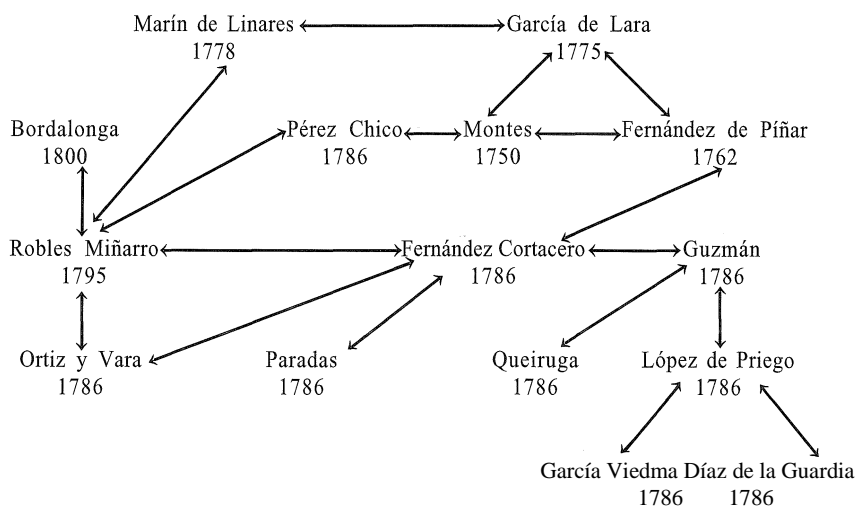 Marín de Linares García de Lara
1778 1775
Bordalonga Pérez Chico Montes Fernández de Píñar
1800 1786 1750 1762
Robles Miñarro Fernández Cortacero Guzmán
1795 1786 1786
Ortiz y Vara Paradas Queiruga López de Priego
1786 1786 1786 1786
García Viedma Díaz de la Guardia
1786 1786